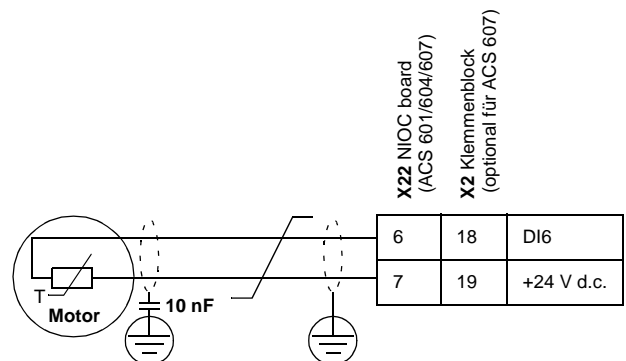 X22 NIOC board
(ACS 601/604/607)
X2 Klemmenblock
(optional für ACS 607)
6 18 DI6
7 19 +24 V d.c.
T
Motor
10 nF